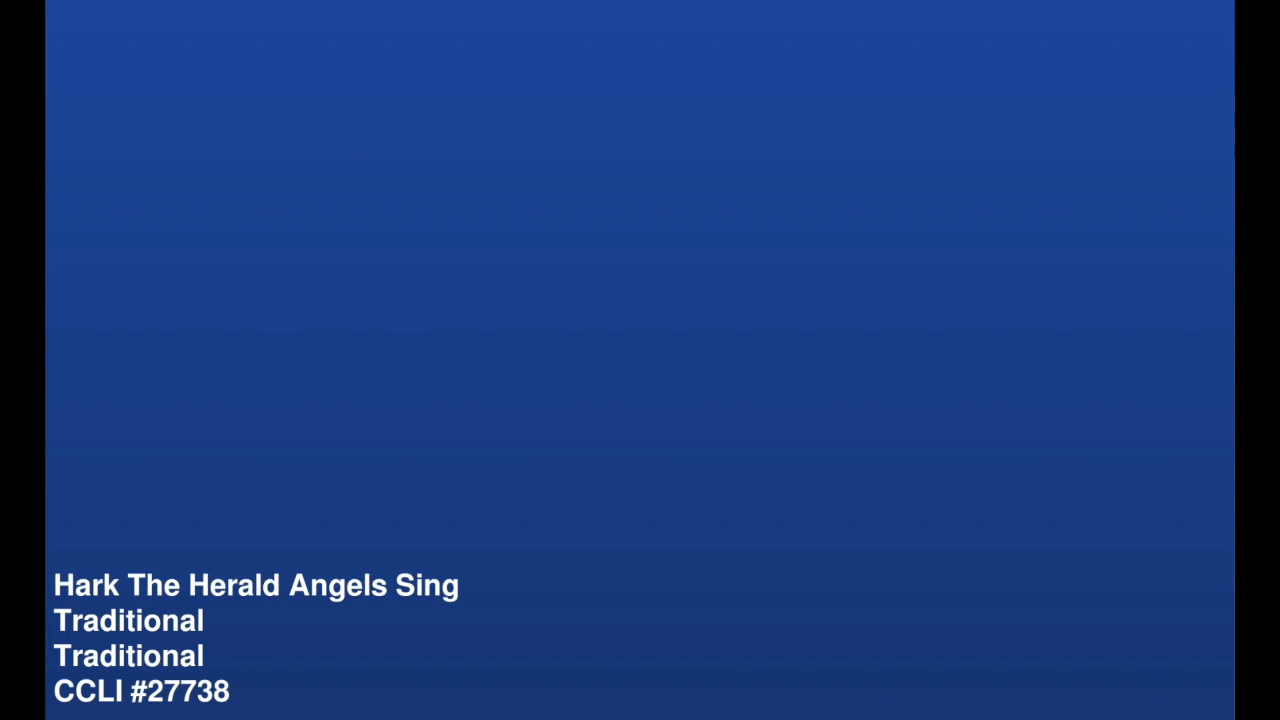 Hark The Herald Angels Sing
Traditional
Traditional
CCLI #27738